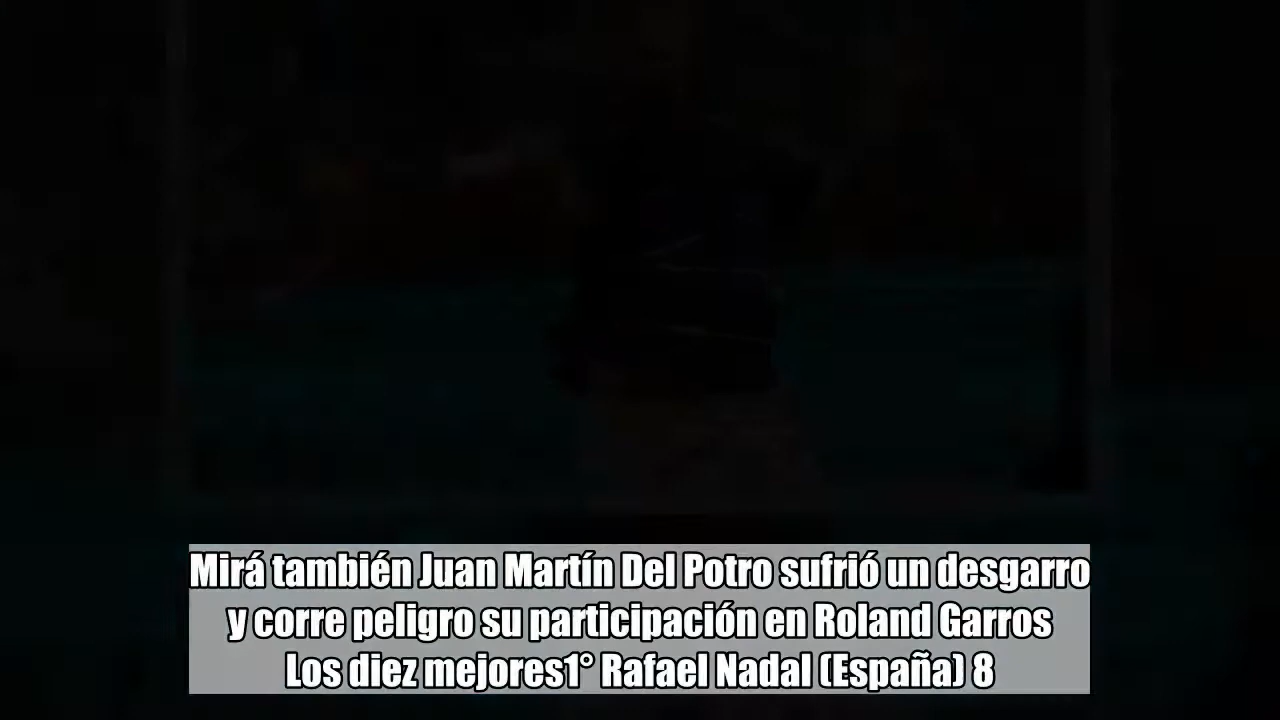 Mirá también Juan Martín Del Potro sufrió un desgarro
y corre peligro su participación en Roland Garros
Los diez mejores1° Rafael Nadal (España) 8